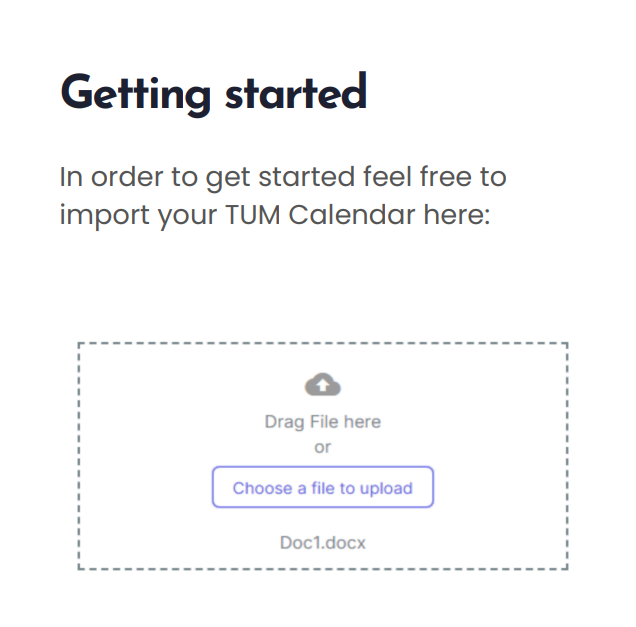 Getting started
In order to get started feel free to
import your TUM Calendar here:
Drag File here
or
Choose a file to upload
Doc1.docx